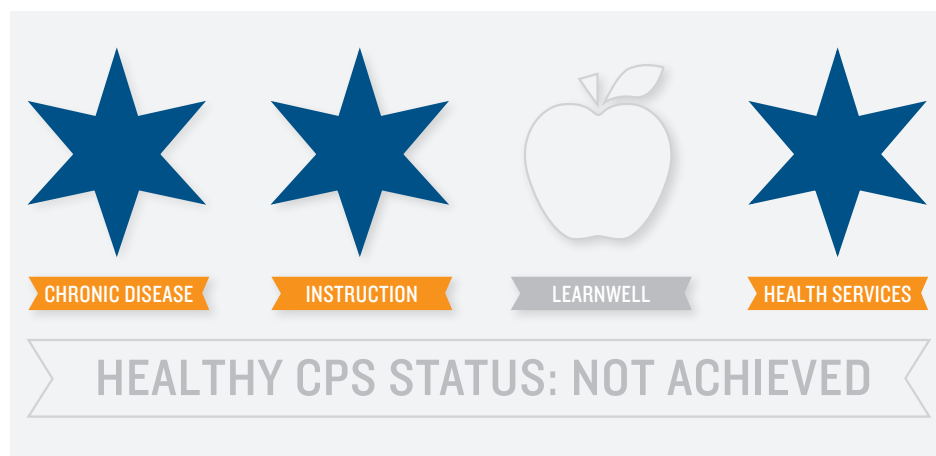 CHRONIC DISEASE
INSTRUCTION
LEARNWELL
HEALTH SERVICES
HEALTHY CPS STATUS: NOT ACHIEVED